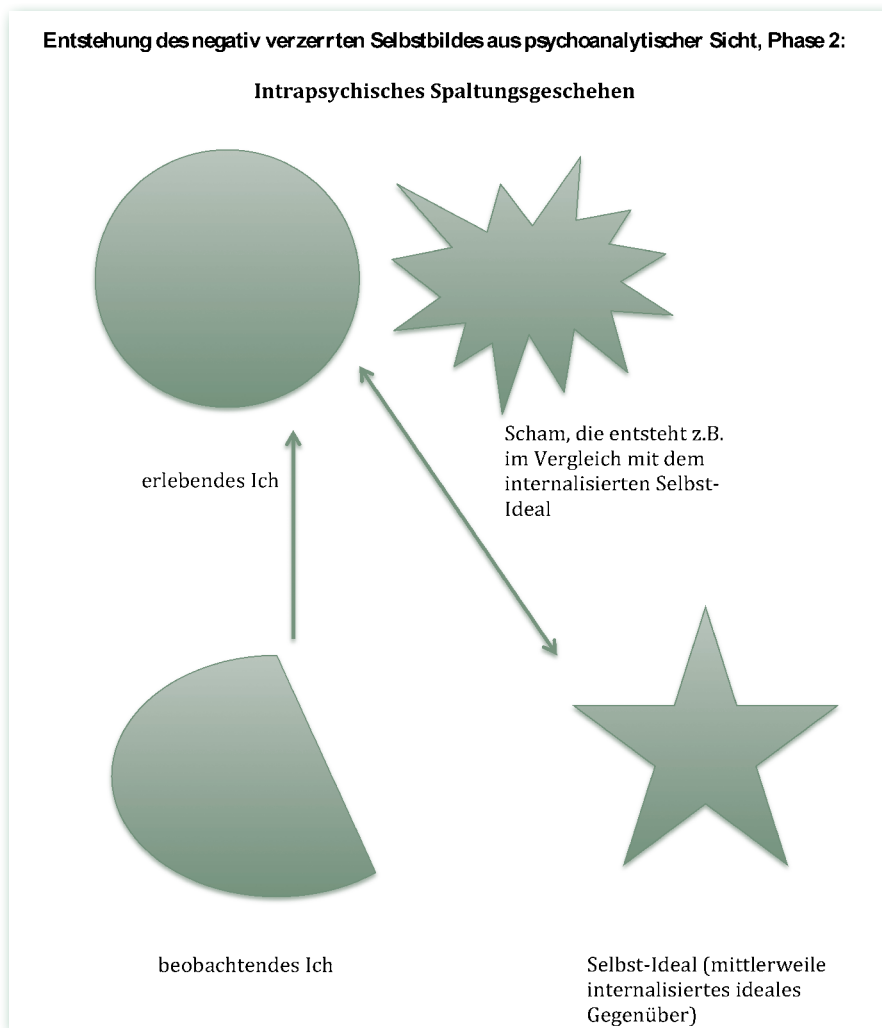 Entstehung des negativ verzerrten Selbstbildes aus psychoanalytischer Sicht, Phase 2:
Intrapsychisches Spaltungsgeschehen
erlebendes Ich
Scham, die entsteht z.B.
im Vergleich mit dem
internalisierten Selbst-
Ideal
beobachtendes Ich
Selbst-Ideal (mittlerweile
internalisiertes ideales
Gegenüber)